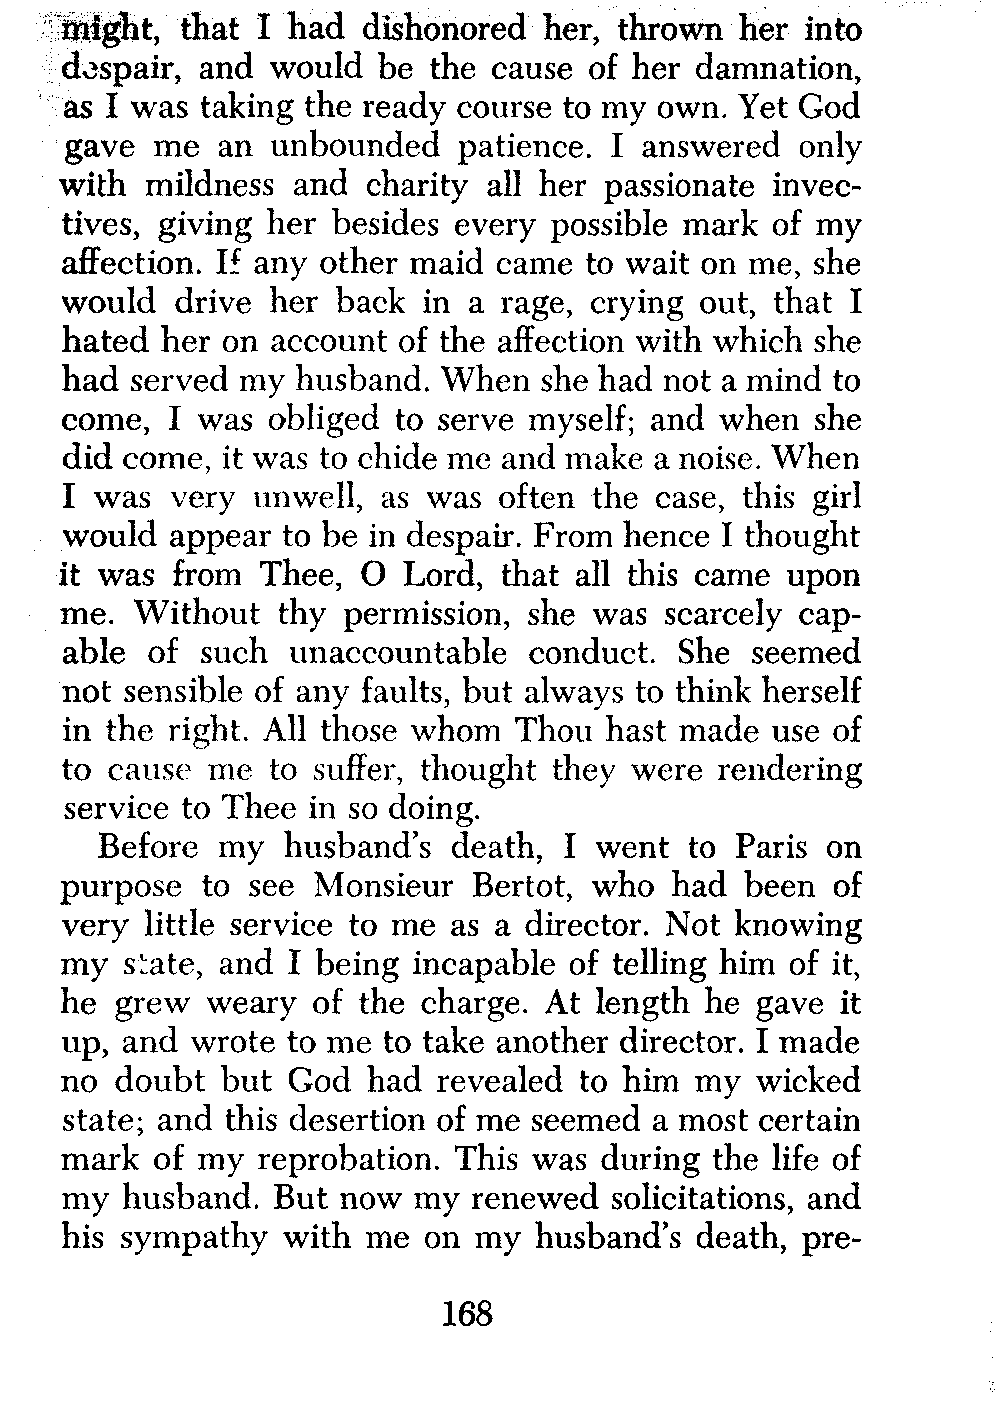 might, that I had dishonored her, thrown her into
despair, and would be the cause of her damnation,
as I was taking the ready course to my own. Yet God
gave me an unbounded patience. I answered only
with mildness and charity all her passionate invec-
tives, giving her besides every possible mark of my
affection. If any other maid came to wait on me, she
would drive her back in a rage, crying out, that I
hated her on account of the affection with which she
had served my husband. When she had not a mind to
come, I was obliged to serve myself; and when she
did come, it was to chide me and make a noise. When
I was very unwell, as was often the case, this girl
would appear to be in despair. From hence I thought
it was from Thee, O Lord, that all this came upon
me. Without thy permission, she was scarcely cap-
able of such unaccountable conduct. She seemed
not sensible of any faults, but always to think herself
in the right. All those whom Thou hast made use of
to cause me to suffer, thought they were rendering
service to Thee in so doing.
Before my husband's death, I went to Paris on
purpose to see Monsieur Bertot, who had been of
very little service to me as a director. Not knowing
my state, and I being incapable of telling him of it,
he grew weary of the charge. At length he gave it
up, and wrote to me to take another director. I made
no doubt but God had revealed to him my wicked
state; and this desertion of me seemed a most certain
mark of my reprobation. This was during the life of
my husband. But now my renewed solicitations, and
his sympathy with me on my husband's death, pre-
168